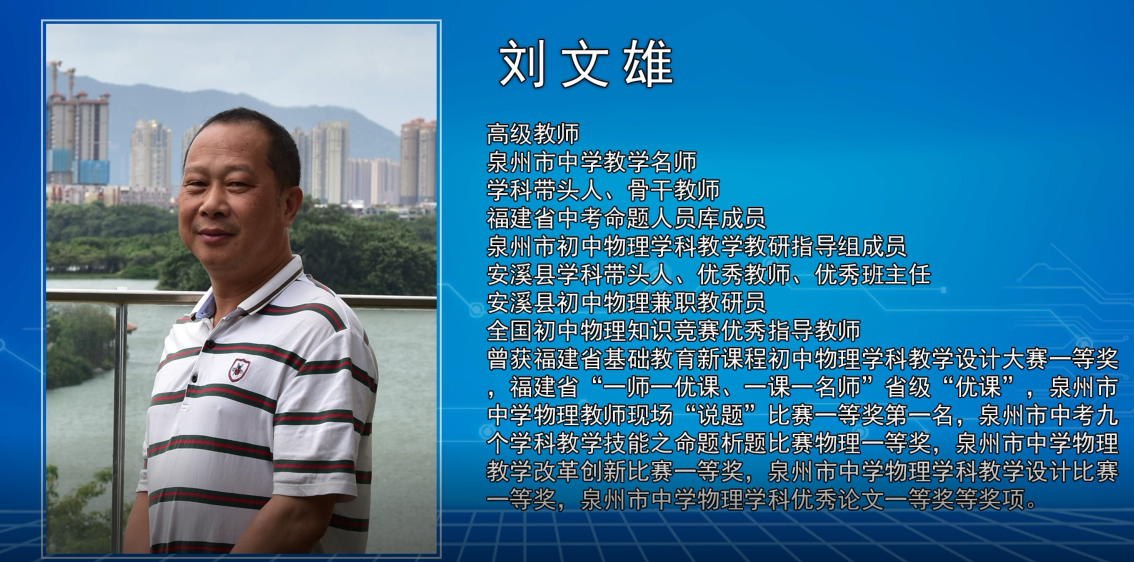 刘文雄
高级教师
泉州市中学教学名师
学科带头人、骨干教师
福建省中考命题人员库成员
泉州市初中物理学科教学教研指导组成员
安溪县学科带头人、优秀教师、优秀班主任
安溪县初中物理兼职教研员
全国初中物理知识竞赛优秀指导教师
曾获福建省基础教育新课程初中物理学科教学设计大赛一等奖
，福建省“一师一优课、一课一名师”省级“优课”，泉州市
中学物理教师现场“说题”比赛一等奖第一名，泉州市中考九
个学科教学技能之命题析题比赛物理一等奖，泉州市中学物理
教学改革创新比赛一等奖，泉州市中学物理学科教学设计比赛
一等奖，泉州市中学物理学科优秀论文一等奖等奖项。